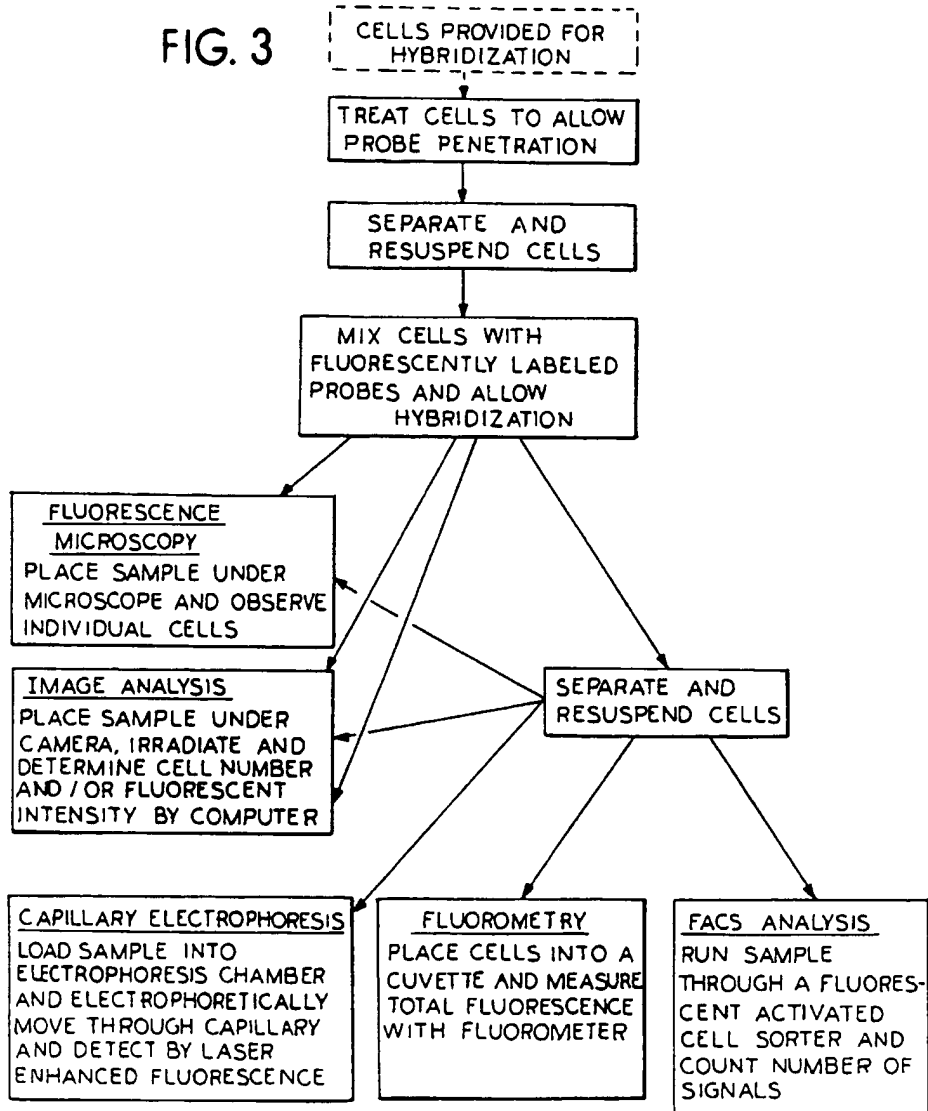 FIG. 3
CELLS PROVIDED FOR
HYBRIDIZATION
TREAT CELLS TO ALLOW
PROBE PENETRATION
SEPARATE AND
RESUSPEND CELLS
MIX CELLS WITH
FLUORESCENTLY LABELED
PROBES AND ALLOW
HYBRIDIZATION
FLUORESCENCE
MICROSCOPY
PLACE SAMPLE UNDER
MICROSCOPE AND OBSERVE
INDIVIDUAL CELLS
IMAGE ANALYSIS
PLACE SAMPLE UNDER
CAMERA, IRRADIATE AND
DETERMINE CELL NUMBER
AND / OR FLUORESCENT
INTENSITY BY COMPUTER
SEPARATE AND
RESUSPEND CELLS
CAPILLARY ELECTROPHORESIS
LOAD SAMPLE INTO
ELECTROPHORESIS CHAMBER
AND ELECTROPHORETICALLY
MOVE THROUGH CAPILLARY
AND DETECT BY LASER
ENHANCED FLUORESCENCE
FLUOROMETRY
PLACE CELLS INTO A
CUVETTE AND MEASURE
TOTAL FLUORESCENCE
WITH FLUOROMETER
FACS ANALYSIS
RUN SAMPLE
THROUGH A FLUORES-
CENT ACTIVATED
CELL SORTER AND
COUNT NUMBER OF
SIGNALS